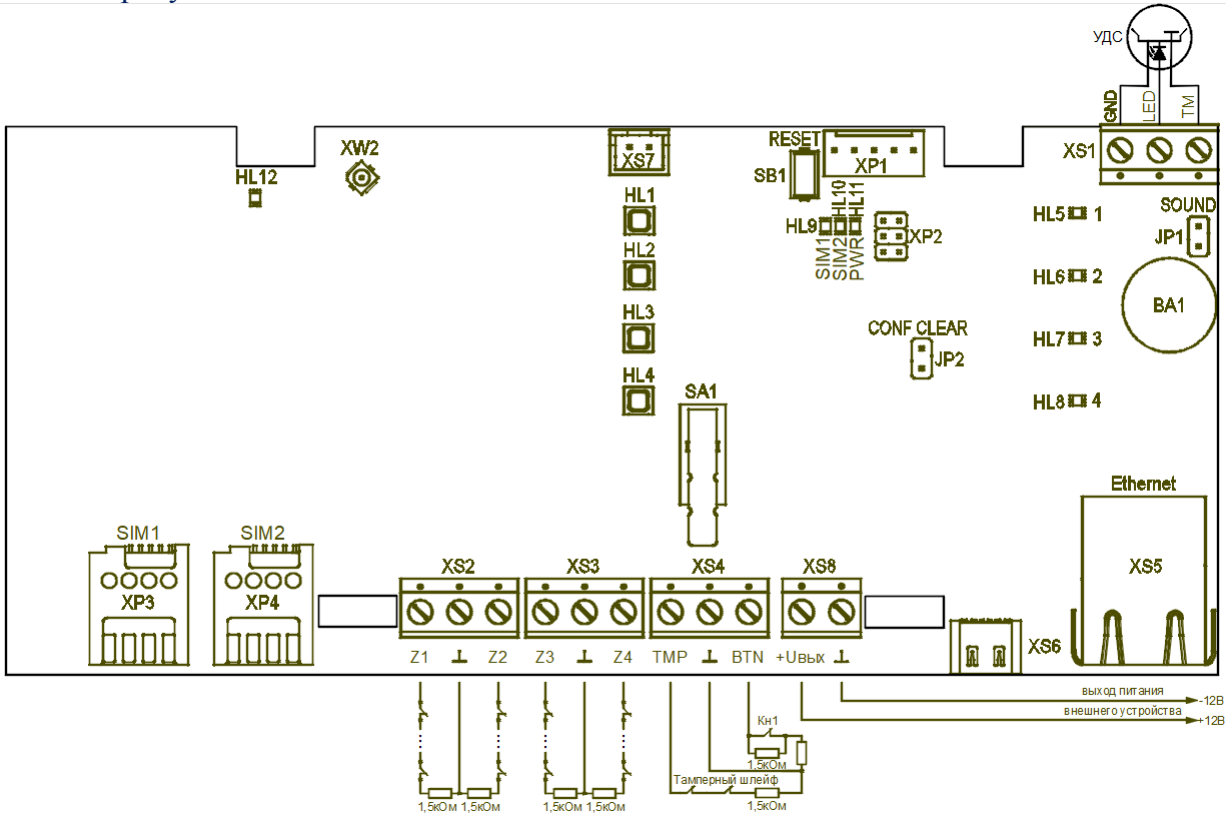 УДС
GND
LED
TM
XS1
XW2
HL12
XS7
RESET
SB1
XP1
HL1
HL2
HL3
HL4
HL9
HL10
HL11
SIM1
SIM2
PWR
XP2
HL5 1
HL6 2
HL7 3
HL8 4
SOUND
JP1
BA1
CONF CLEAR
JP2
SA1
Ethernet
XS5
SIM1
XP3
SIM2
XP4
XS2
XS3
XS4
XS8
XS6
Z1 ⊥ Z2
Z3 ⊥ Z4
TMP ⊥ BTN
+Uвых ⊥
выход питания
-12В
внешнего устройства
+12В
Кн1
1,5кОм
Тамперный шлейф
1,5кОм
1,5кОм 1,5кОм
1,5кОм 1,5кОм